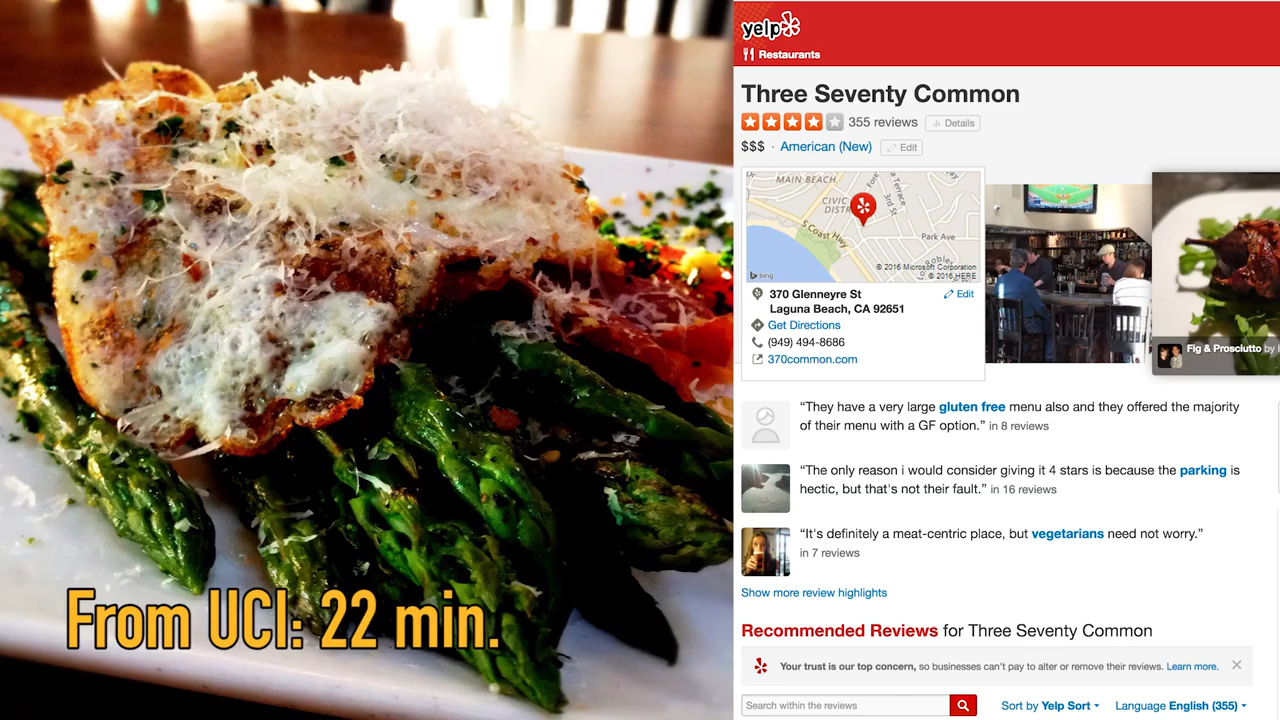 From UCI: 22 min.
yelp
Restaurants
Three Seventy Common
355 reviews
Details
$$$ · American (New)
Edit
MAIN BEACH
CIVIC
S Coast Hwy
3rd St
Park Ave
bing
© 2016 Microsoft Corporation
© 2016 HERE
370 Glenneyre St
Edit
Laguna Beach, CA 92651
Get Directions
(949) 494-8686
370common.com
Fig & Prosciutto by
“They have a very large gluten free menu also and they offered the majority
of their menu with a GF option.” in 8 reviews
“The only reason i would consider giving it 4 stars is because the parking is
hectic, but that's not their fault.” in 16 reviews
“It's definitely a meat-centric place, but vegetarians need not worry.”
in 7 reviews
Show more review highlights
Recommended Reviews for Three Seventy Common
Your trust is our top concern, so businesses can't pay to alter or remove their reviews. Learn more.
Search within the reviews
Sort by Yelp Sort
Language English (355)